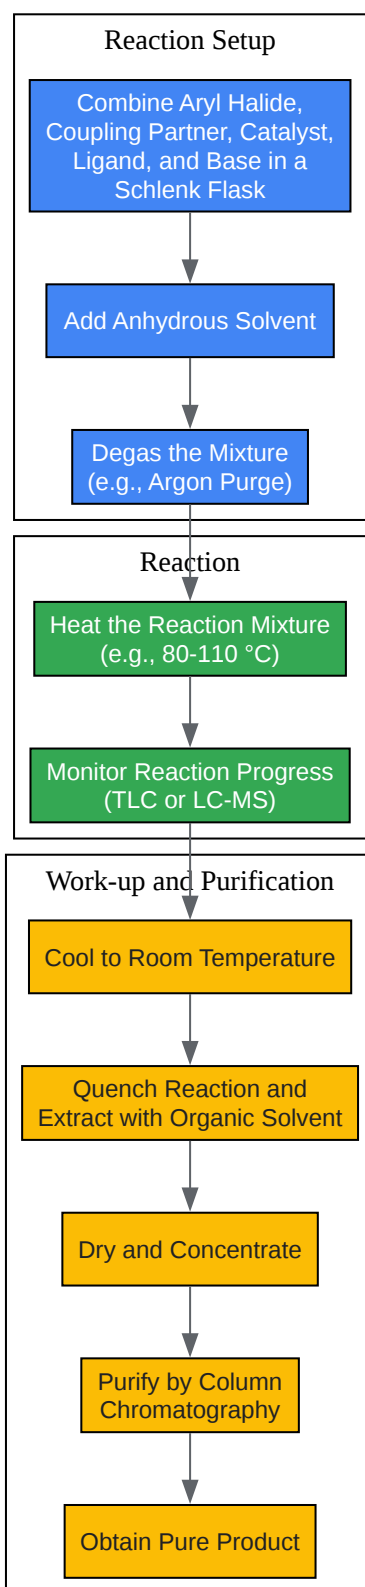 Reaction Setup
Combine Aryl Halide,
Coupling Partner, Catalyst,
Ligand, and Base in a
Schlenk Flask
Add Anhydrous Solvent
Degas the Mixture
(e.g., Argon Purge)
Reaction
Heat the Reaction Mixture
(e.g., 80-110 °C)
Monitor Reaction Progress
(TLC or LC-MS)
Work-up and Purification
Cool to Room Temperature
Quench Reaction and
Extract with Organic Solvent
Dry and Concentrate
Purify by Column
Chromatography
Obtain Pure Product